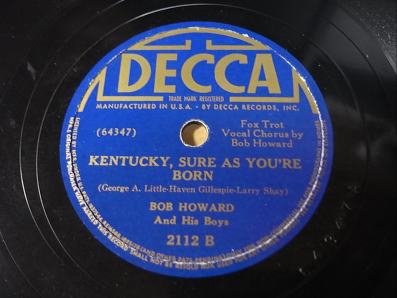 DECCA
TRADE MARK REGISTERED
MANUFACTURED IN U.S.A. - BY DECCA RECORDS, INC.
(64347)
Fox Trot
Vocal Chorus by
Bob Howard
KENTUCKY, SURE AS YOU'RE
BORN
(George A. Little-Haven Gillespie-Larry Shay)
BOB HOWARD
And His Boys
2112 B